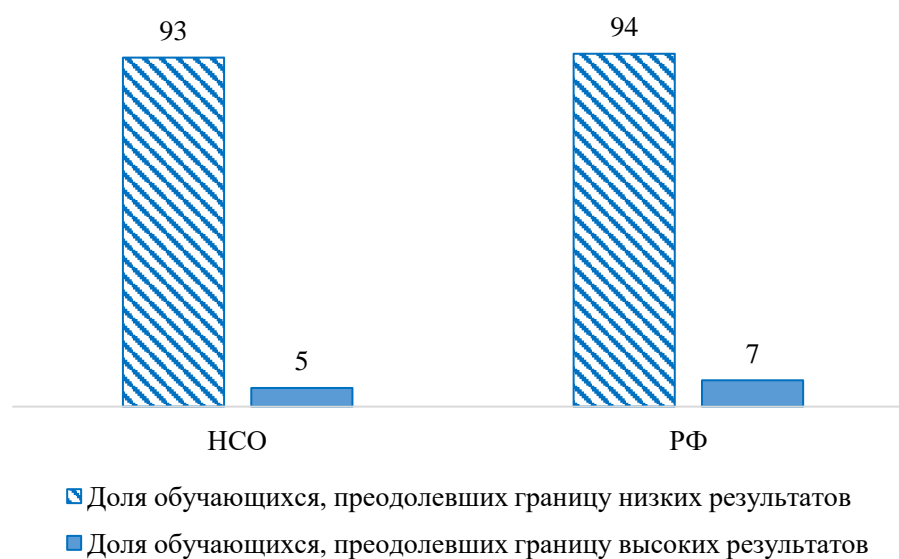 93
94
5
7
НСО
РФ
Доля обучающихся, преодолевших границу низких результатов
Доля обучающихся, преодолевших границу высоких результатов